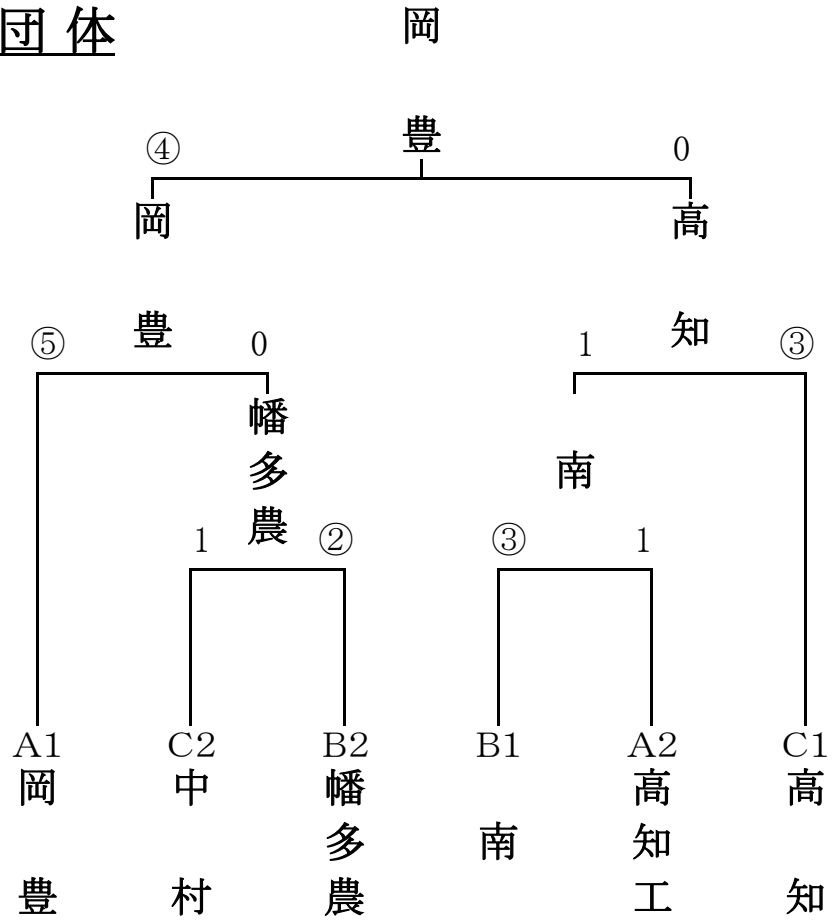 団体
岡豊
④ 0
岡豊 高知
⑤ 0 1 ③
幡多農 南
1 ② ③ 1
A1 C2 B2 B1 A2 C1
岡豊 中村 幡多農 南 高知工 高知